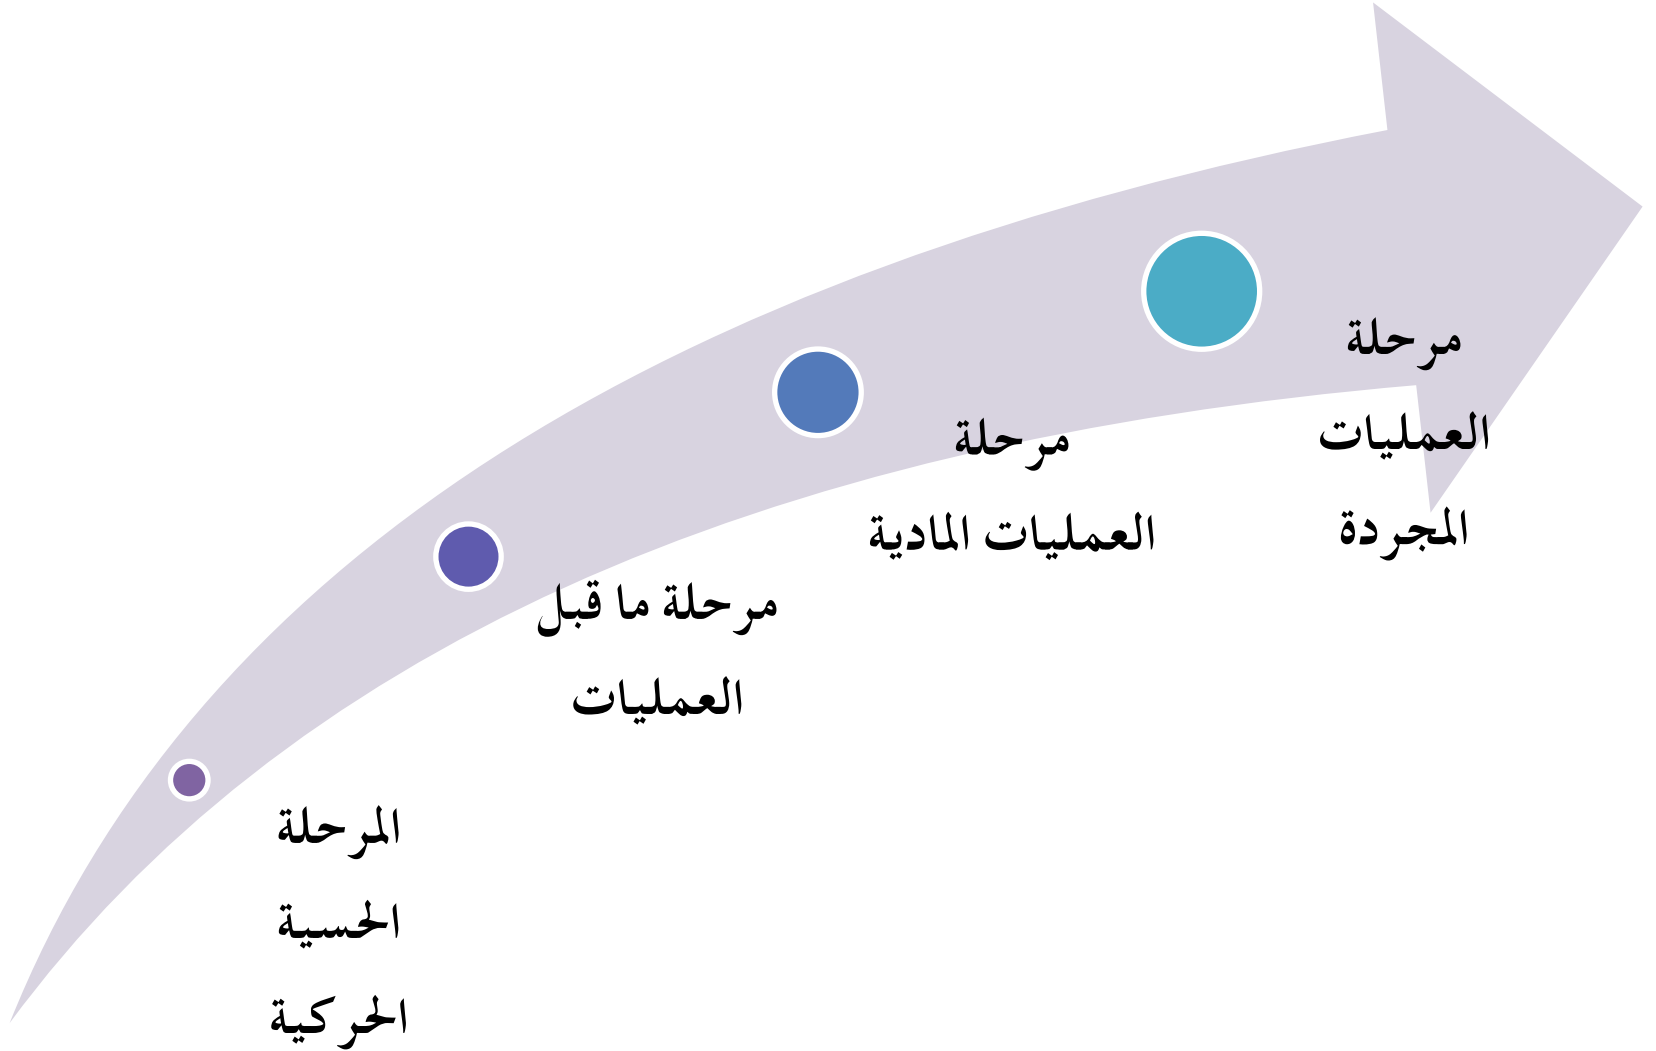 المرحلة
الحسية
الحركية
مرحلة ما قبل
العمليات
مرحلة
العمليات المادية
مرحلة
العمليات
المجردة